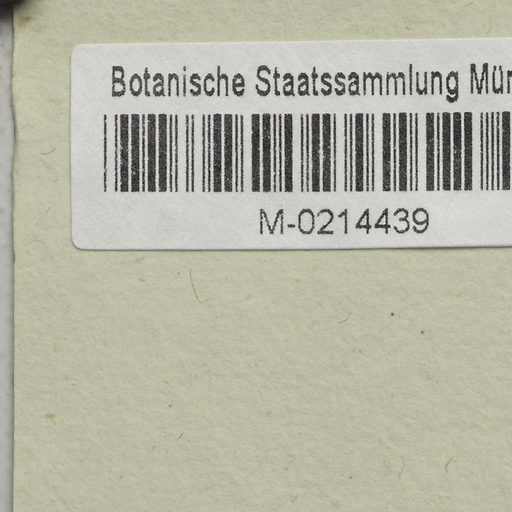 Botanische Staatssammlung Mün
M-0214439